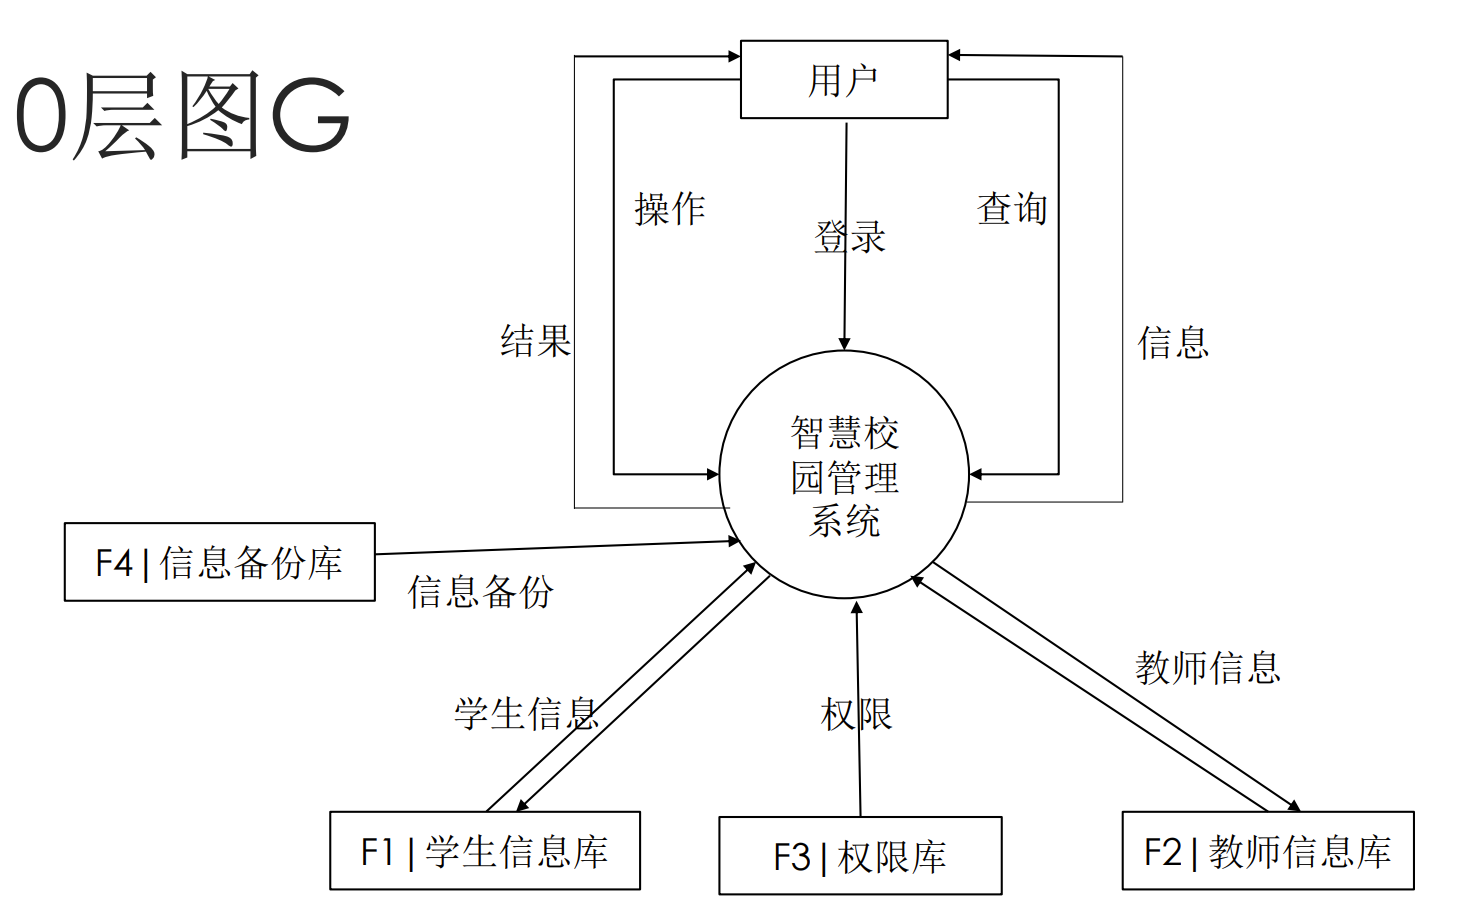 0层图G
用户
操作
登录
查询
结果
信息
智慧校
园管理
系统
F4|信息备份库
信息备份
学生信息
权限
教师信息
F1|学生信息库
F3|权限库
F2|教师信息库